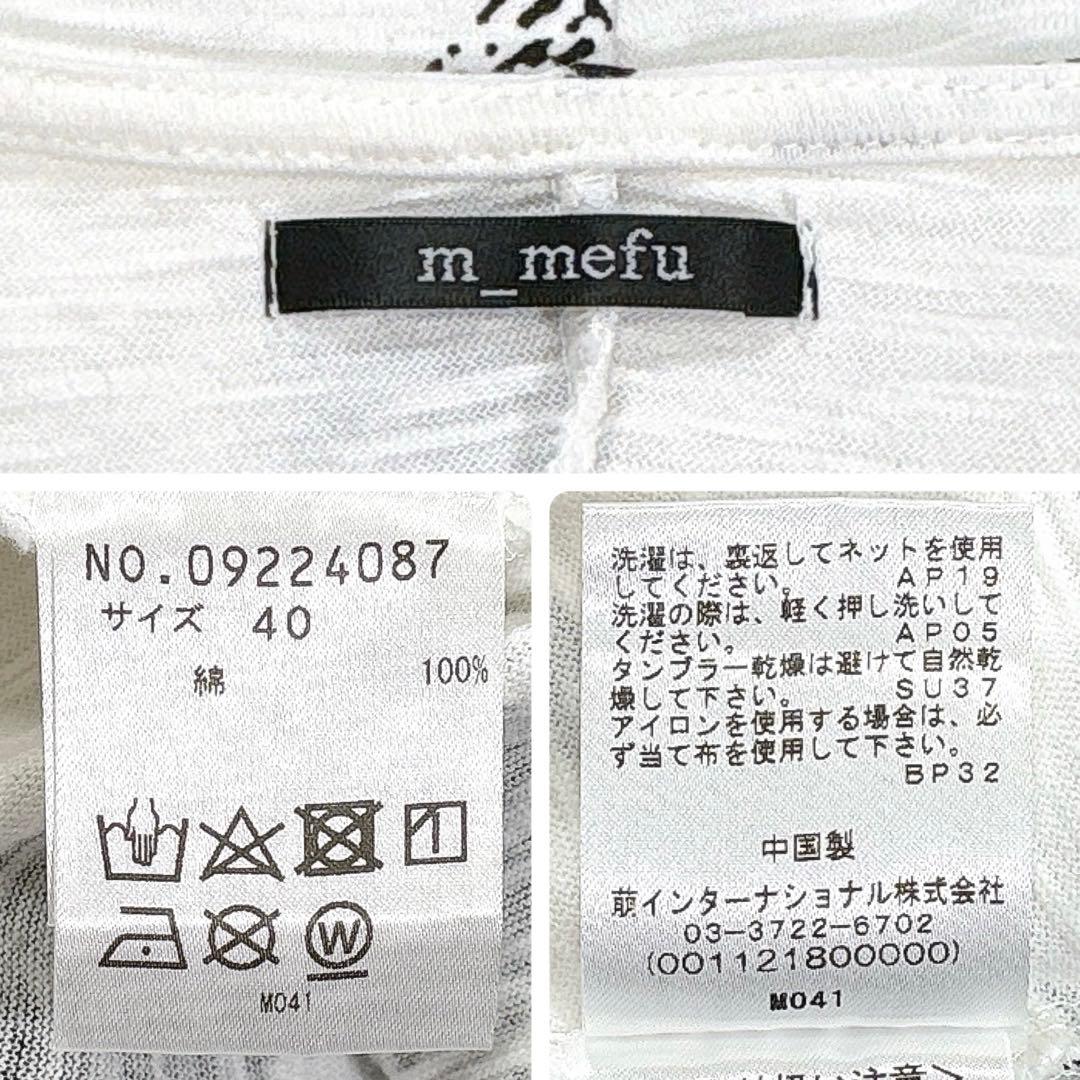 m_mefu
NO.09224087
サイズ 40
綿 100%
M041
洗濯は、裏返してネットを使用
してください。 AP19
洗濯の際は、軽く押し洗いして
ください。 AP05
タンブラー乾燥は避けて自然乾
燥して下さい。 SU37
アイロンを使用する場合は、必
ず当て布を使用して下さい。
BP32
中国製
萠インターナショナル株式会社
03-3722-6702
(001121800000)
M041